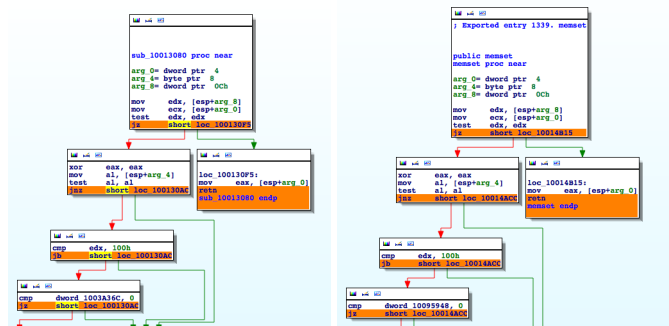 sub_10013080 proc near
arg_0= dword ptr  4
arg_4= byte ptr  8
arg_8= dword ptr  0Ch
mov     edx, [esp+arg_8]
mov     ecx, [esp+arg_0]
test    edx, edx
jz      short loc_100130F5
xor     eax, eax
mov     al, [esp+arg_4]
test    al, al
jnz     short loc_100130AC
loc_100130F5:
mov     eax, [esp+arg_0]
retn
sub_10013080 endp
cmp     edx, 100h
jb      short loc_100130AC
cmp     dword_1003A36C, 0
jz      short loc_100130AC
; Exported entry 1339. memset
public memset
memset proc near
arg_0= dword ptr  4
arg_4= byte ptr  8
arg_8= dword ptr  0Ch
mov     edx, [esp+arg_8]
mov     ecx, [esp+arg_0]
test    edx, edx
jz      short loc_10014B15
xor     eax, eax
mov     al, [esp+arg_4]
test    al, al
jnz     short loc_10014ACC
loc_10014B15:
mov     eax, [esp+arg_0]
retn
memset endp
cmp     edx, 100h
jb      short loc_10014ACC
cmp     dword_10095948, 0
jz      short loc_10014ACC